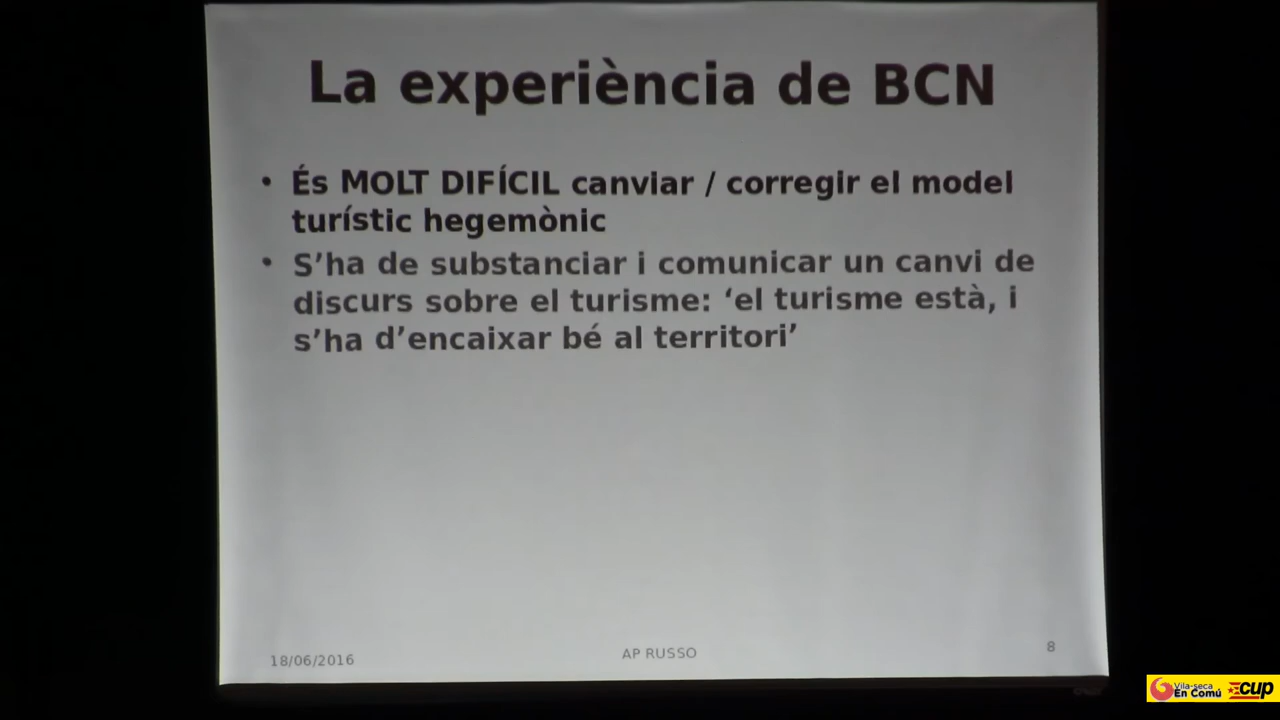 La experiència de BCN
• És MOLT DIFÍCIL canviar / corregir el model
turístic hegemònic
• S’ha de substanciar i comunicar un canvi de
discurs sobre el turisme: ‘el turisme està, i
s’ha d’encaixar bé al territori’
18/06/2016
AP RUSSO
8
Vila-seca
En Comú
cup